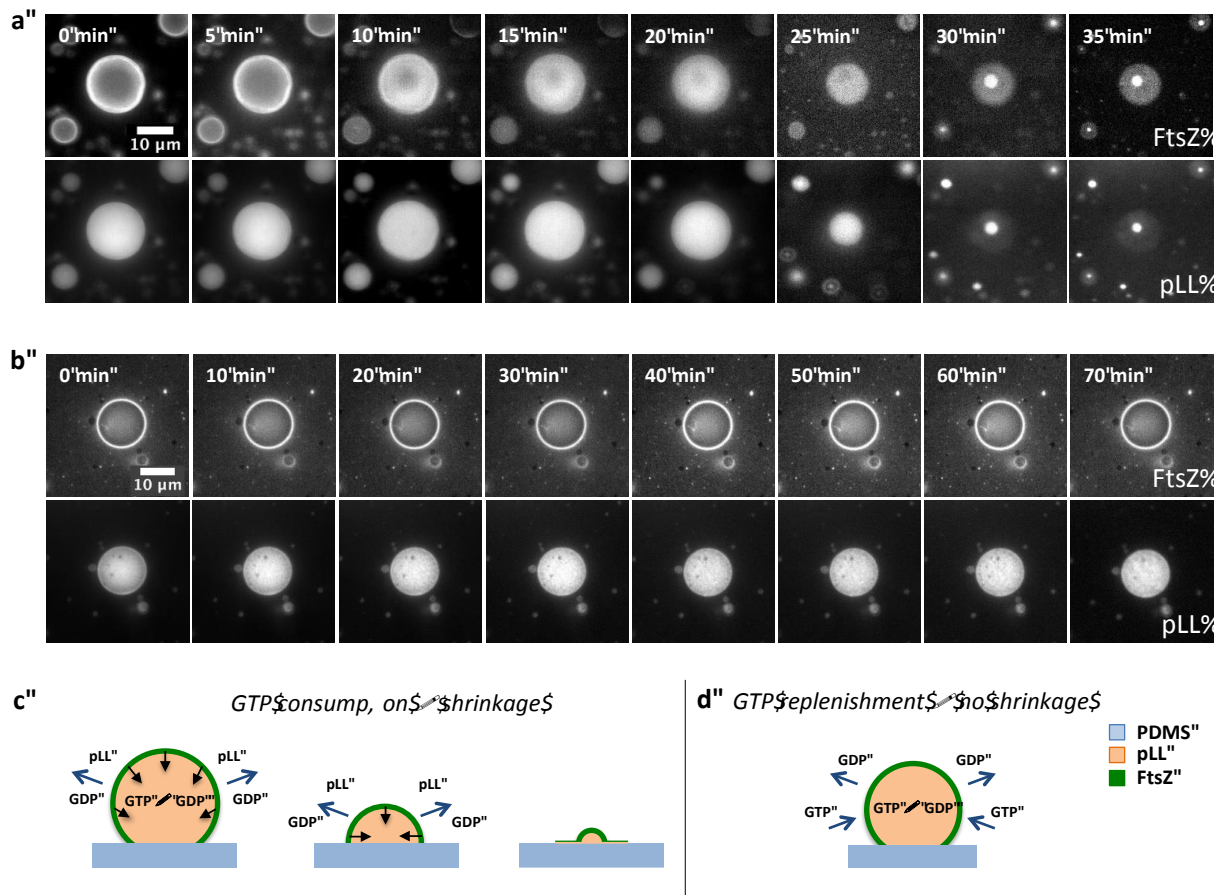 a"
0'min" 5'min" 10'min" 15'min" 20'min" 25'min" 30'min" 35'min"
10 µm
FtsZ%
pLL%
b"
0'min" 10'min" 20'min" 30'min" 40'min" 50'min" 60'min" 70'min"
10 µm
FtsZ%
pLL%
c" GTP$consump, on$ $shrinkage$
d" GTP$replenishment$ $no$shrinkage$
PDMS"
pLL"
FtsZ"
pLL" pLL"
GDP" GTP" "GDP"" GDP"
pLL" pLL"
GDP" GDP"
GDP" GDP"
GTP" GTP" "GDP"" GTP"